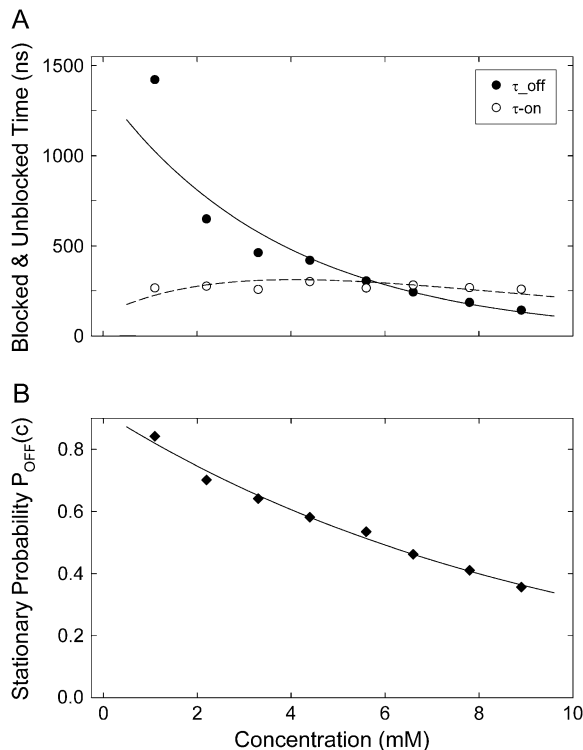 A
Blocked & Unblocked Time (ns)
1500
1000
500
0
τ_off
τ-on
B
Stationary Probability P_OFF(c)
0.8
0.6
0.4
0.2
0.0
0 2 4 6 8 10
Concentration (mM)